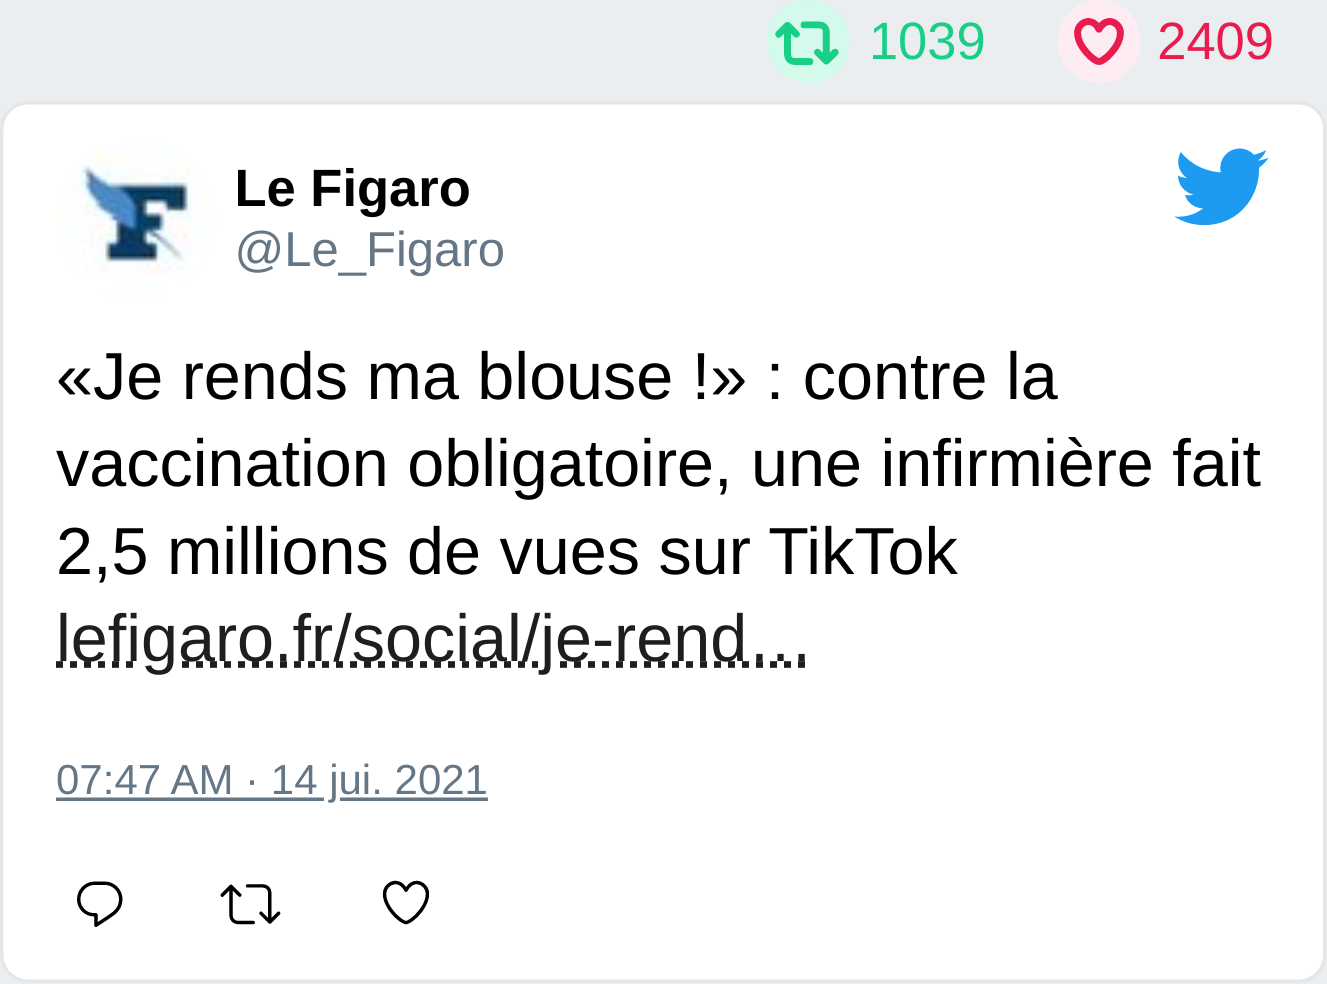 1039 2409
Le Figaro
@Le_Figaro
«Je rends ma blouse !» : contre la
vaccination obligatoire, une infirmière fait
2,5 millions de vues sur TikTok
lefigaro.fr/social/je-rend...
07:47 AM · 14 jui. 2021